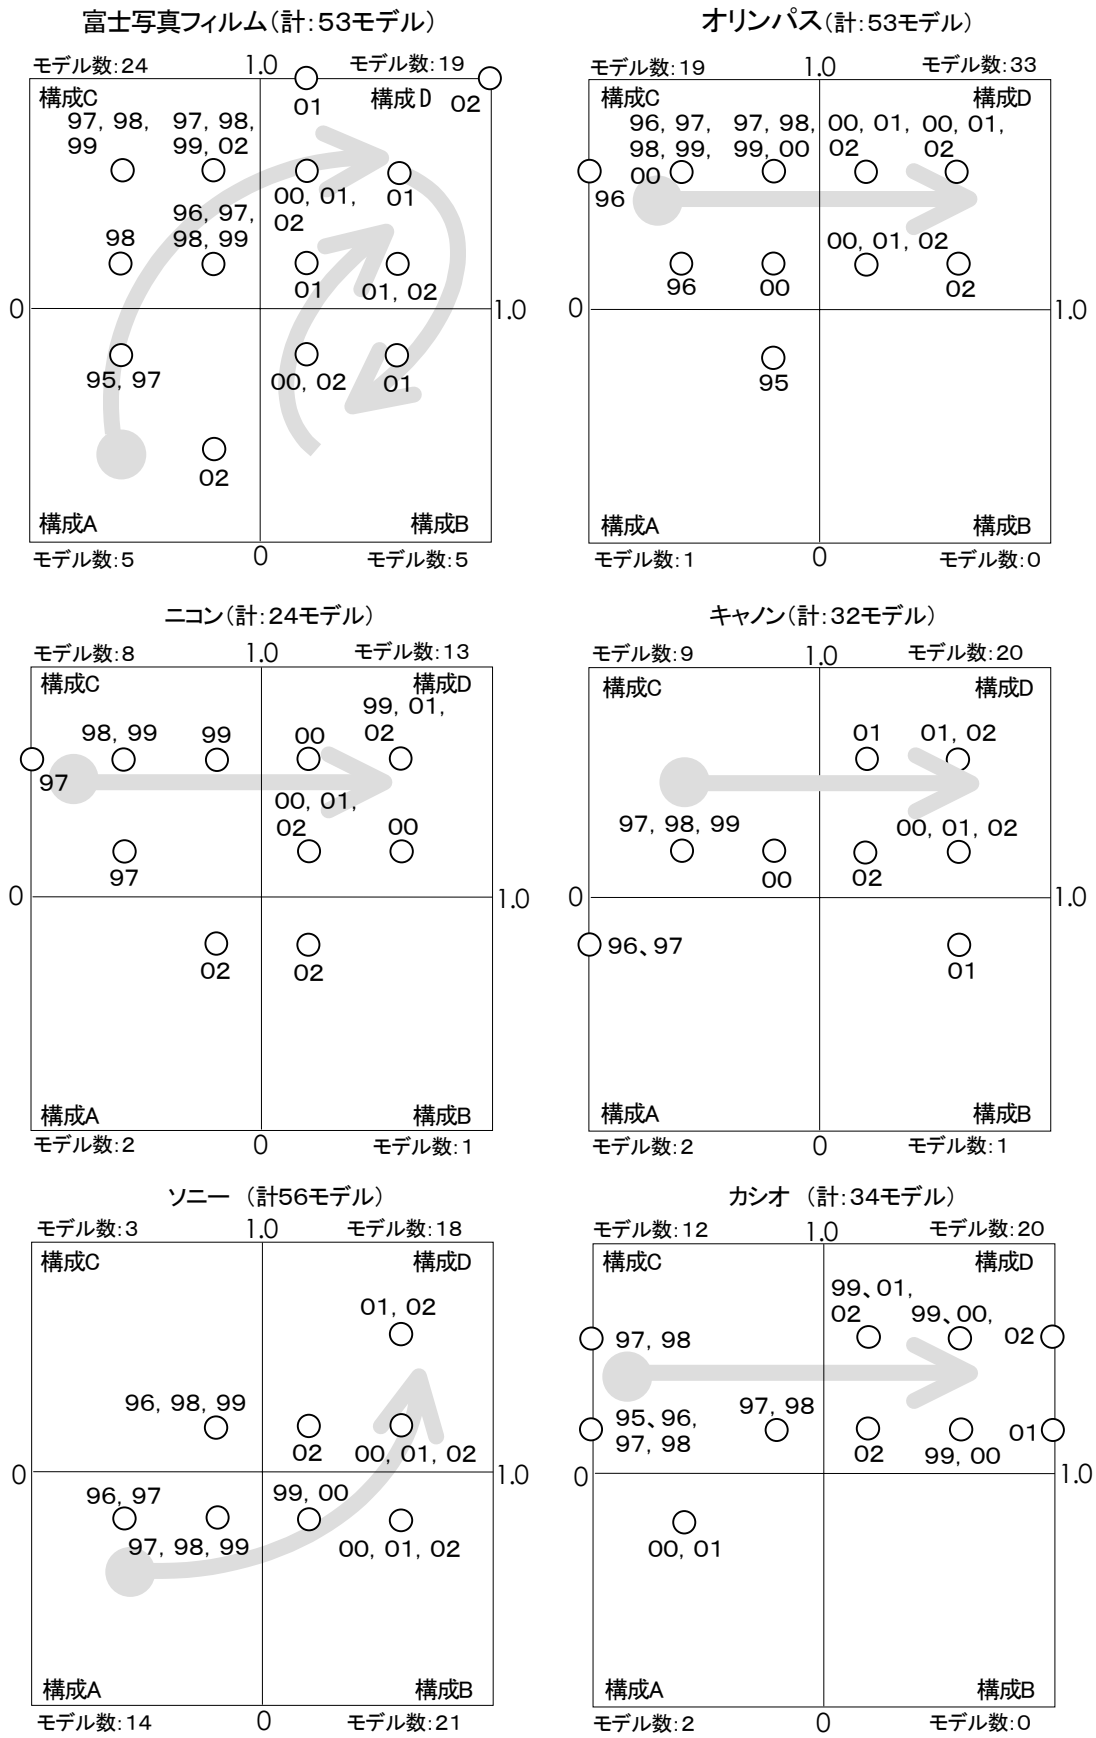 富士写真フィルム（計：53モデル）
モデル数：24
1.0
モデル数：19
構成C
01
構成D
02
97, 98,
99
97, 98,
99, 02
00, 01,
02
01
98
96, 97,
98, 99
01
01, 02
0
1.0
95, 97
00, 02
01
02
構成A
構成B
モデル数：5
0
モデル数：5
オリンパス（計：53モデル）
モデル数：19
1.0
モデル数：33
構成C
構成D
96, 97,
98, 99,
00
97, 98,
99, 00
00, 01,
02
00, 01,
02
96
96
00
00, 01, 02
02
0
1.0
95
構成A
構成B
モデル数：1
0
モデル数：0
ニコン（計：24モデル）
モデル数：8
1.0
モデル数：13
構成C
構成D
98, 99
99
00
99, 01,
02
97
00, 01,
02
00
97
0
1.0
02
02
構成A
構成B
モデル数：2
0
モデル数：1
キャノン（計：32モデル）
モデル数：9
1.0
モデル数：20
構成C
構成D
01
01, 02
97, 98, 99
00
02
00, 01, 02
0
1.0
96、97
01
構成A
構成B
モデル数：2
0
モデル数：1
ソニー （計56モデル）
モデル数：3
1.0
モデル数：18
構成C
構成D
01, 02
96, 98, 99
02
00, 01, 02
0
1.0
96, 97
97, 98, 99
99, 00
00, 01, 02
構成A
構成B
モデル数：14
0
モデル数：21
カシオ （計：34モデル）
モデル数：12
1.0
モデル数：20
構成C
構成D
97, 98
99、01,
02
99、00,
02
95、96,
97, 98
97, 98
02
99, 00
01
0
1.0
00, 01
構成A
構成B
モデル数：2
0
モデル数：0